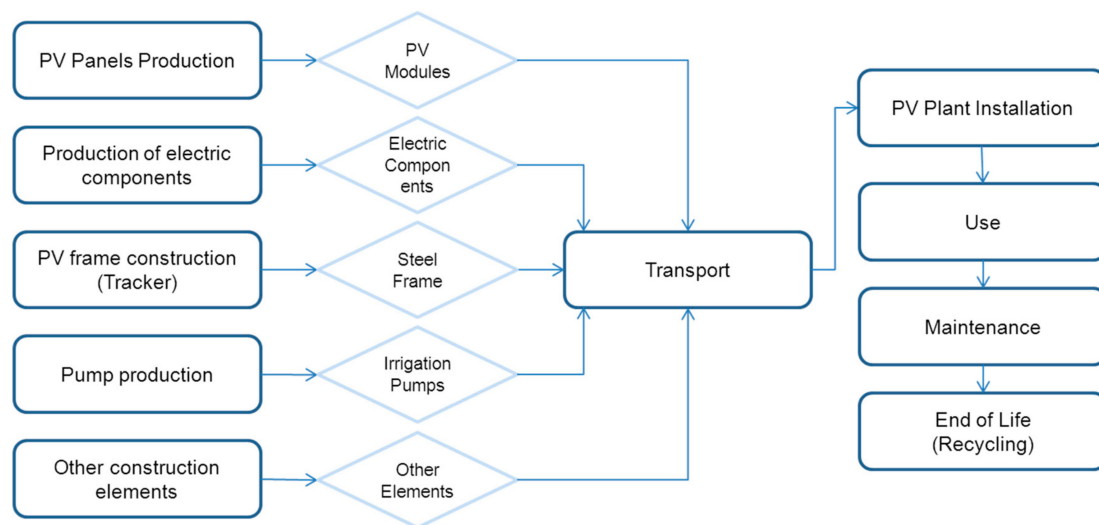 PV Panels Production
PV
Modules
Production of electric
components
Electric
Compon
ents
PV frame construction
(Tracker)
Steel
Frame
Pump production
Irrigation
Pumps
Other construction
elements
Other
Elements
Transport
PV Plant Installation
Use
Maintenance
End of Life
(Recycling)